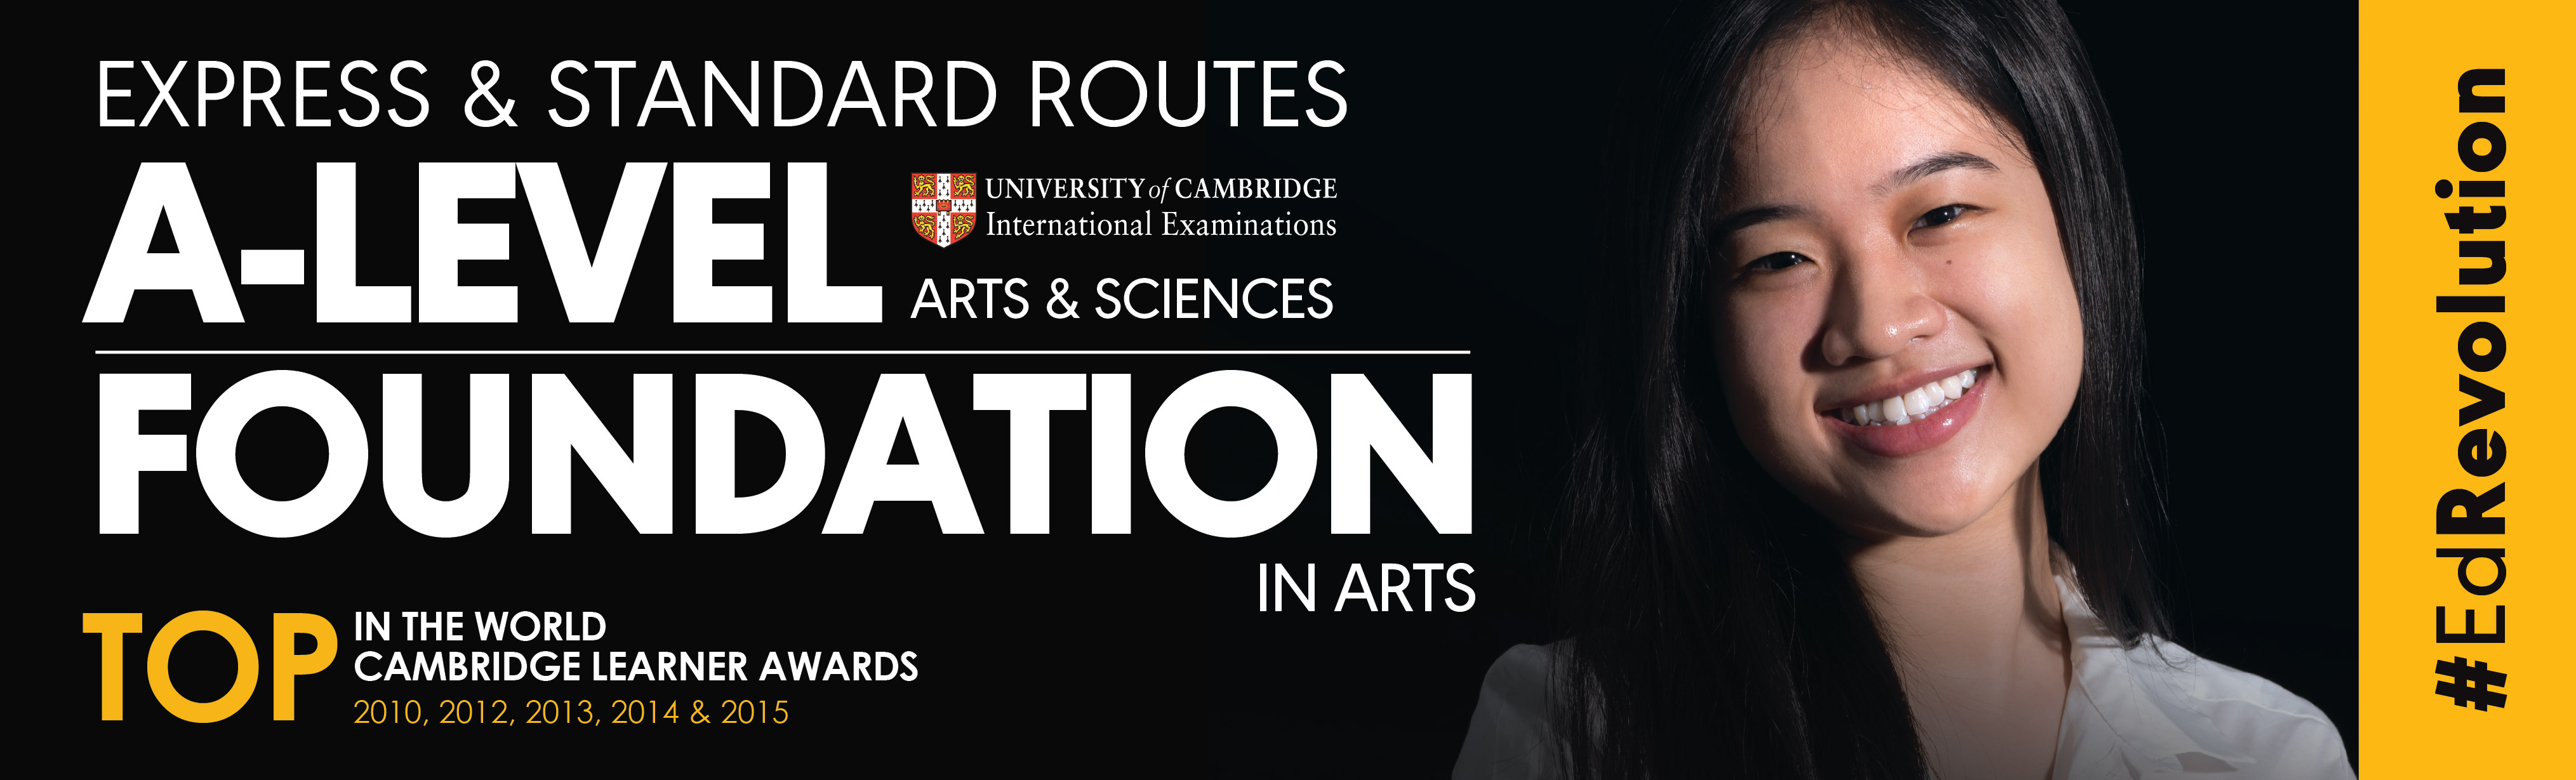 EXPRESS & STANDARD ROUTES
A-LEVEL
UNIVERSITY of CAMBRIDGE
International Examinations
ARTS & SCIENCES
FOUNDATION
IN ARTS
TOP
IN THE WORLD
CAMBRIDGE LEARNER AWARDS
2010, 2012, 2013, 2014 & 2015
#EdRevolution